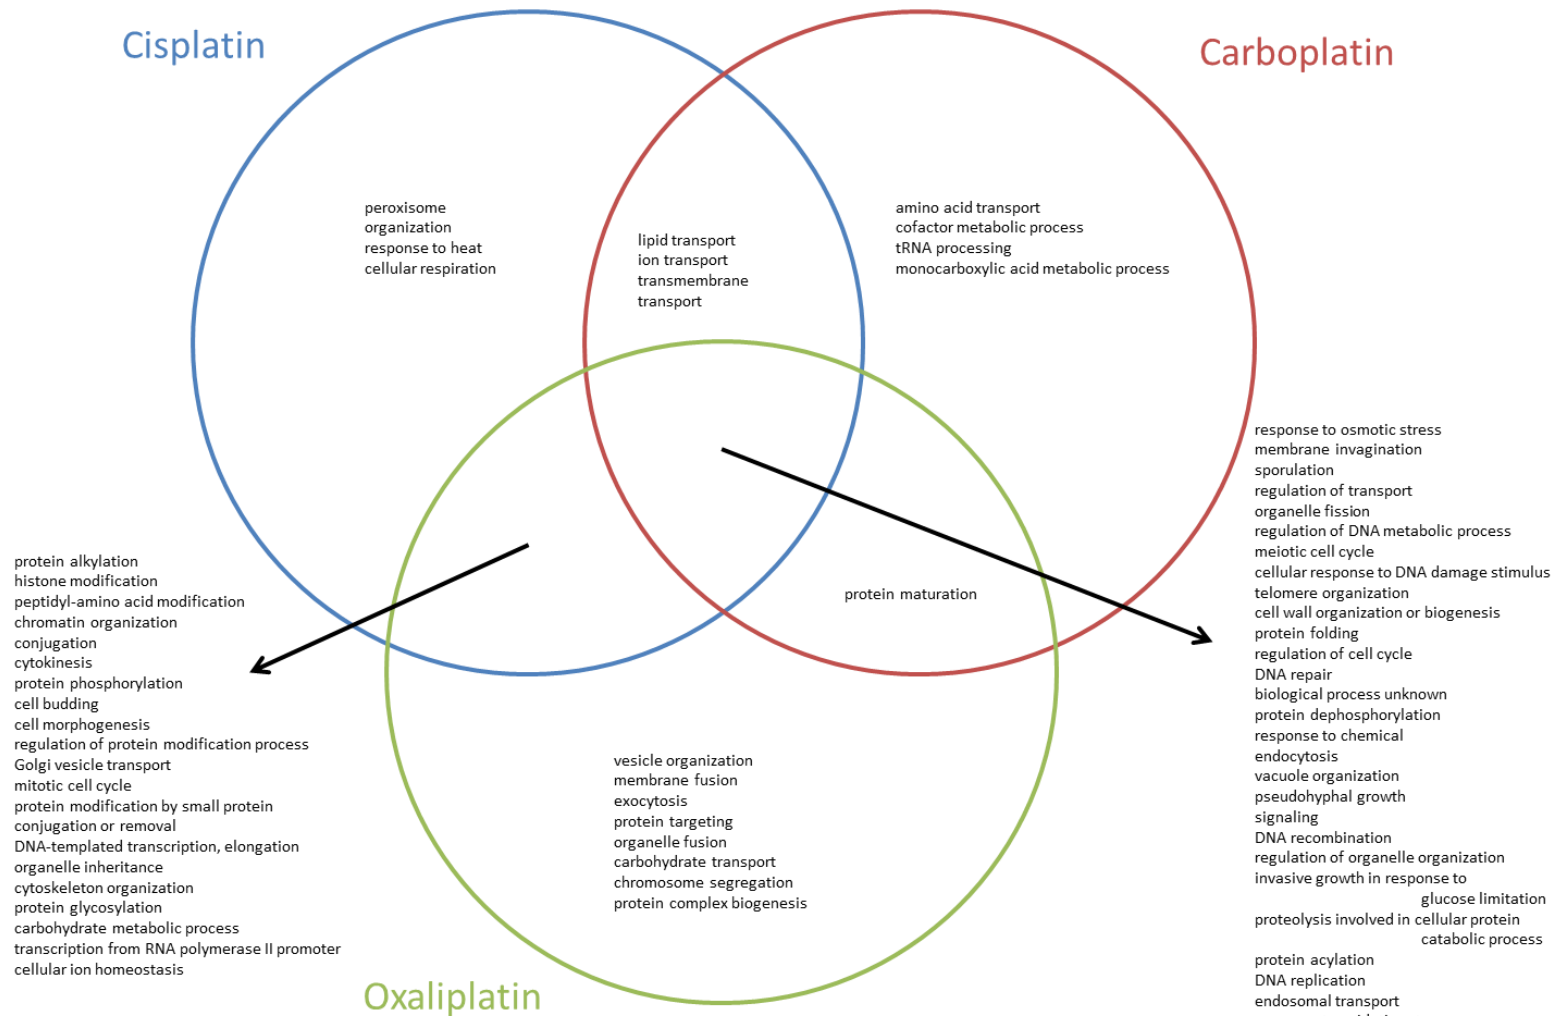 Cisplatin
Carboplatin
peroxisome
organization
response to heat
cellular respiration
lipid transport
ion transport
transmembrane
transport
amino acid transport
cofactor metabolic process
tRNA processing
monocarboxylic acid metabolic process
protein maturation
protein alkylation
histone modification
peptidyl-amino acid modification
chromatin organization
conjugation
cytokinesis
protein phosphorylation
cell budding
cell morphogenesis
regulation of protein modification process
Golgi vesicle transport
mitotic cell cycle
protein modification by small protein
conjugation or removal
DNA-templated transcription, elongation
organelle inheritance
cytoskeleton organization
protein glycosylation
carbohydrate metabolic process
transcription from RNA polymerase II promoter
cellular ion homeostasis
vesicle organization
membrane fusion
exocytosis
protein targeting
organelle fusion
carbohydrate transport
chromosome segregation
protein complex biogenesis
Oxaliplatin
response to osmotic stress
membrane invagination
sporulation
regulation of transport
organelle fission
regulation of DNA metabolic process
meiotic cell cycle
cellular response to DNA damage stimulus
telomere organization
cell wall organization or biogenesis
protein folding
regulation of cell cycle
DNA repair
biological process unknown
protein dephosphorylation
response to chemical
endocytosis
vacuole organization
pseudohyphal growth
signaling
DNA recombination
regulation of organelle organization
invasive growth in response to
glucose limitation
proteolysis involved in cellular protein
catabolic process
protein acylation
DNA replication
endosomal transport